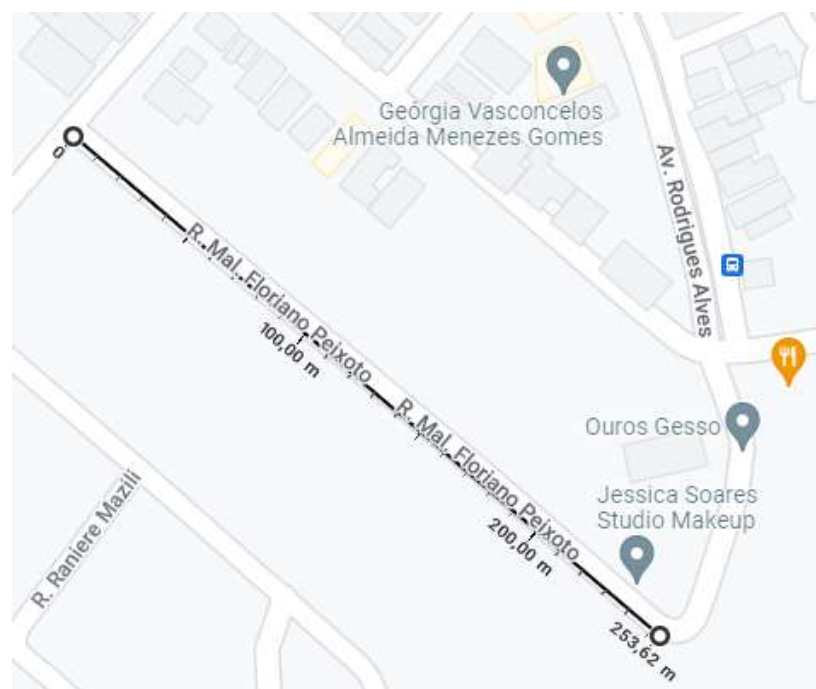 Geórgia Vasconcelos
Almeida Menezes Gomes
0
Av. Rodrigues Alves
R. Mal. Floriano Peixoto
100,00 m
R. Mal. Floriano Peixoto
Ouros Gesso
R. Raniere Mazili
Jessica Soares
Studio Makeup
200,00 m
253,62 m